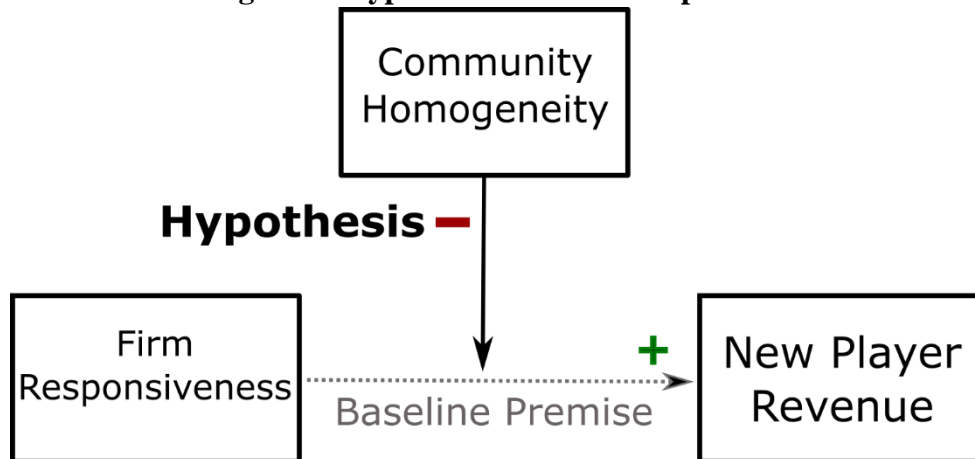 Community
Homogeneity
Hypothesis −
Firm
Responsiveness
+
New Player
Revenue
Baseline Premise